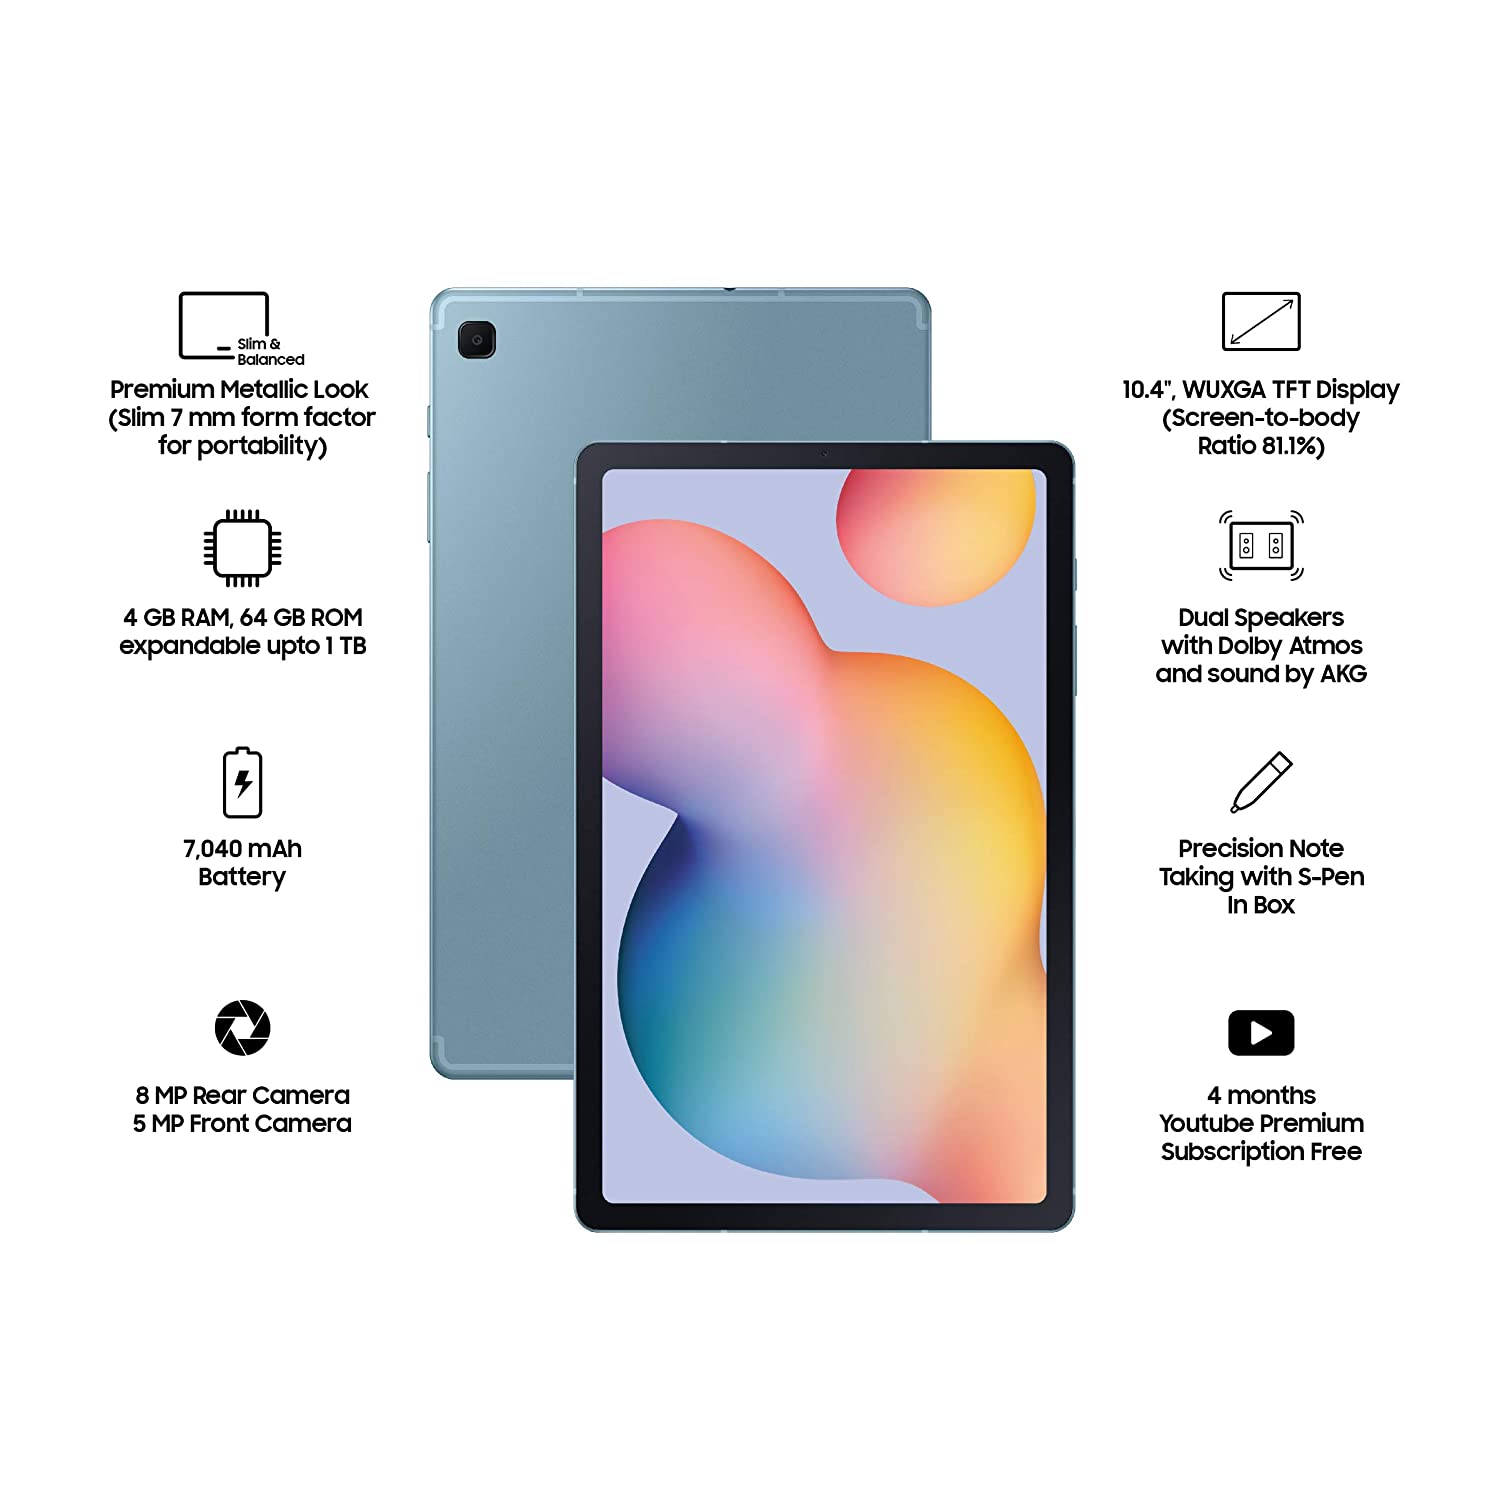 Slim &
Balanced
Premium Metallic Look
(Slim 7 mm form factor
for portability)
4 GB RAM, 64 GB ROM
expandable upto 1 TB
7,040 mAh
Battery
8 MP Rear Camera
5 MP Front Camera
10.4", WUXGA TFT Display
(Screen-to-body
Ratio 81.1%)
Dual Speakers
with Dolby Atmos
and sound by AKG
Precision Note
Taking with S-Pen
In Box
4 months
Youtube Premium
Subscription Free